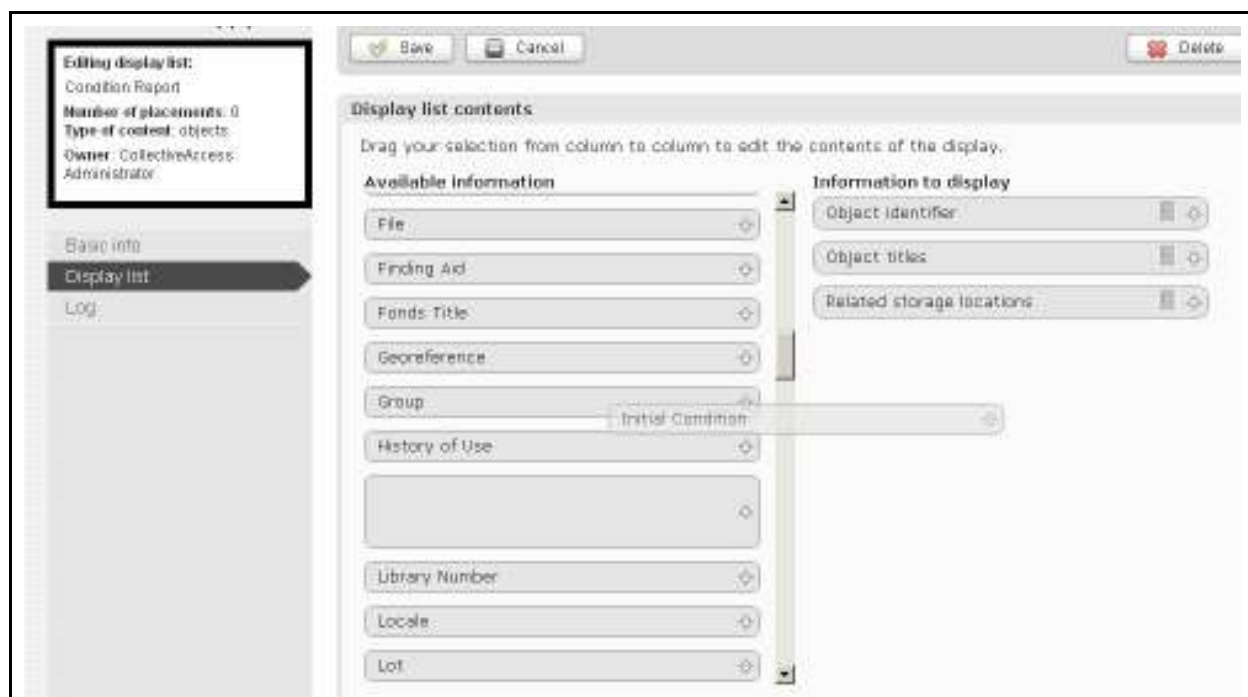 Save
Cancel
Delete
Editing display list:
Condition Report
Number of placements: 0
Type of content: objects
Owner: CollectiveAccess
Administrator
Basic info
Display list
Log
Display list contents
Drag your selection from column to column to edit the contents of the display.
Available information
File
Finding Aid
Fonds Title
Georeference
Group
Initial Condition
History of Use
Library Number
Locale
Lot
Information to display
Object identifier
Object titles
Related storage locations